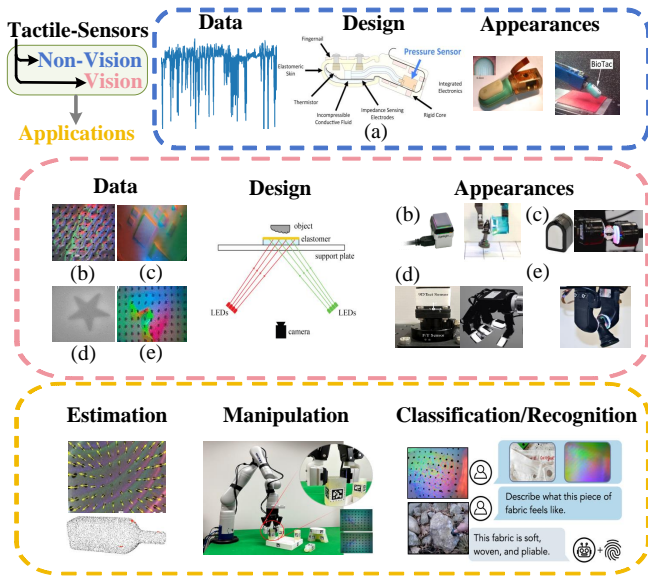 Tactile-Sensors
Non-Vision
Vision
Applications
Data
Design
Appearances
Fingernail
Elastomeric
Skin
Thermistor
Incompressible
Conductive Fluid
Impedance Sensing
Electrodes
Pressure Sensor
Integrated
Electronics
Rigid Core
BioTac
(a)
Data
Design
Appearances
(b)
(c)
(d)
(e)
object
elastomer
support plate
LEDs
LEDs
camera
(b)
(c)
(d)
(e)
Estimation
Manipulation
Classification/Recognition
Describe what this piece of
fabric feels like.
This fabric is soft,
woven, and pliable.
+